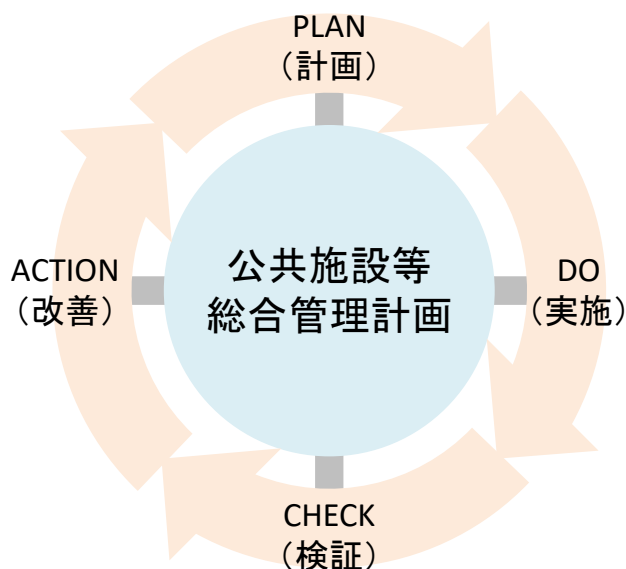 PLAN
（計画）
ACTION
（改善）
公共施設等
総合管理計画
DO
（実施）
CHECK
（検証）